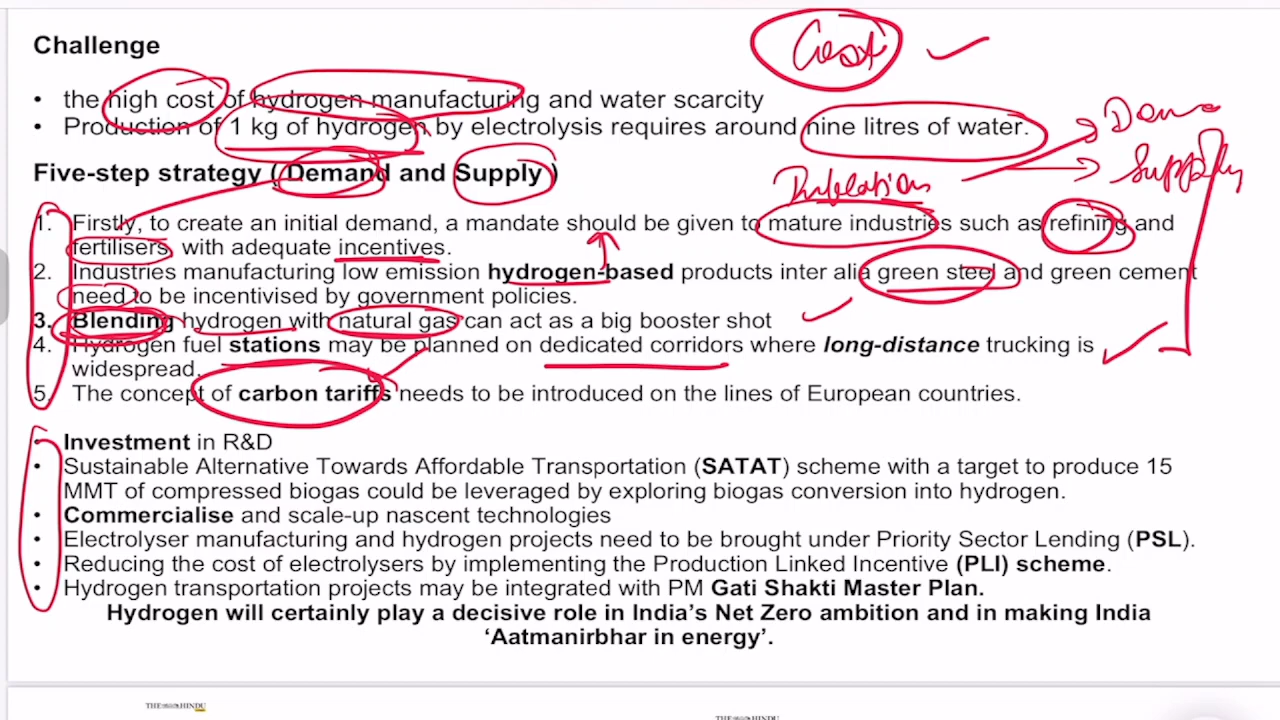 Challenge
Cost
• the high cost of hydrogen manufacturing and water scarcity
• Production of 1 kg of hydrogen by electrolysis requires around nine litres of water.
Five-step strategy ( Demand and Supply )
Supply
1. Firstly, to create an initial demand, a mandate should be given to mature industries such as refining and
fertilisers, with adequate incentives.
2. Industries manufacturing low emission hydrogen-based products inter alia green steel and green cement
need to be incentivised by government policies.
3. Blending hydrogen with natural gas can act as a big booster shot
4. Hydrogen fuel stations may be planned on dedicated corridors where long-distance trucking is
widespread.
5. The concept of carbon tariffs needs to be introduced on the lines of European countries.
• Investment in R&D
• Sustainable Alternative Towards Affordable Transportation (SATAT) scheme with a target to produce 15
MMT of compressed biogas could be leveraged by exploring biogas conversion into hydrogen.
• Commercialise and scale-up nascent technologies
• Electrolyser manufacturing and hydrogen projects need to be brought under Priority Sector Lending (PSL).
• Reducing the cost of electrolysers by implementing the Production Linked Incentive (PLI) scheme.
• Hydrogen transportation projects may be integrated with PM Gati Shakti Master Plan.
Hydrogen will certainly play a decisive role in India's Net Zero ambition and in making India
'Aatmanirbhar in energy'.
THE HINDU
THE HINDU